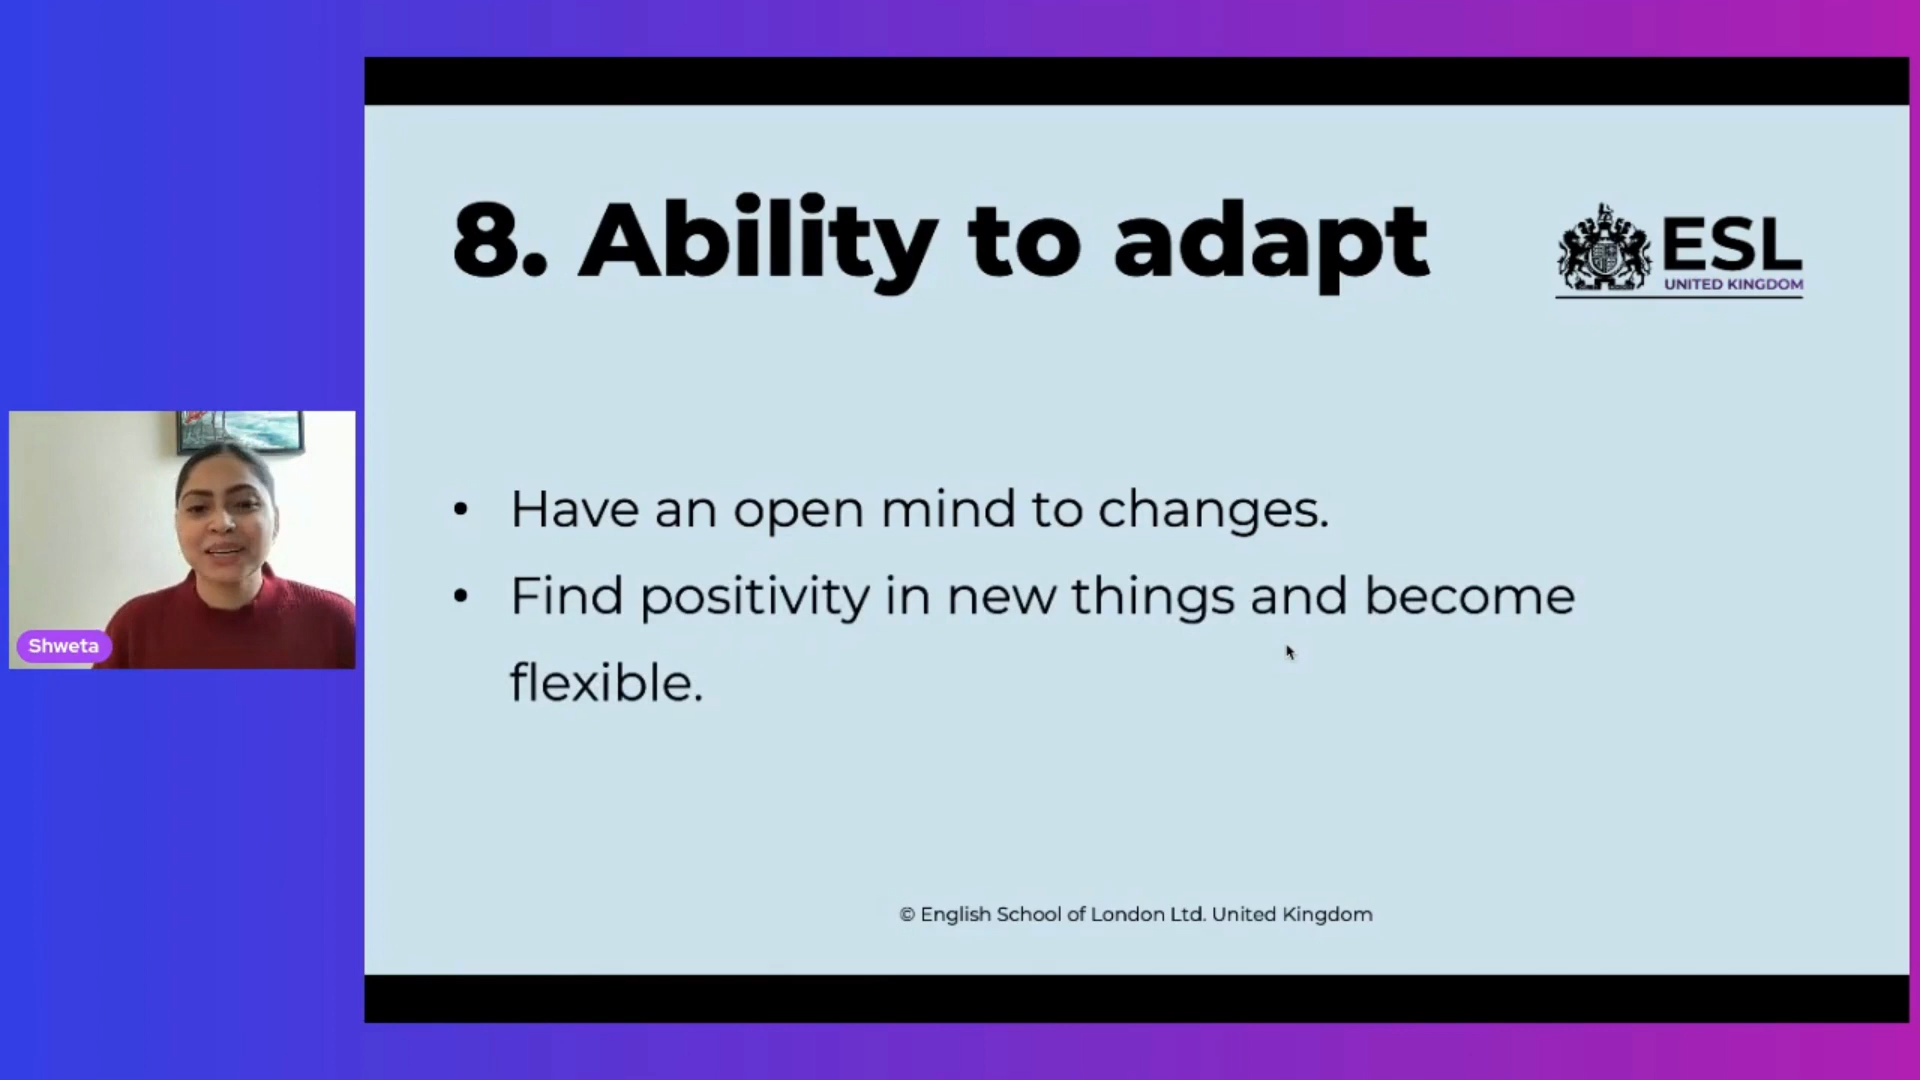 8. Ability to adapt
ESL
UNITED KINGDOM
• Have an open mind to changes.
• Find positivity in new things and become
flexible.
Shweta
© English School of London Ltd. United Kingdom